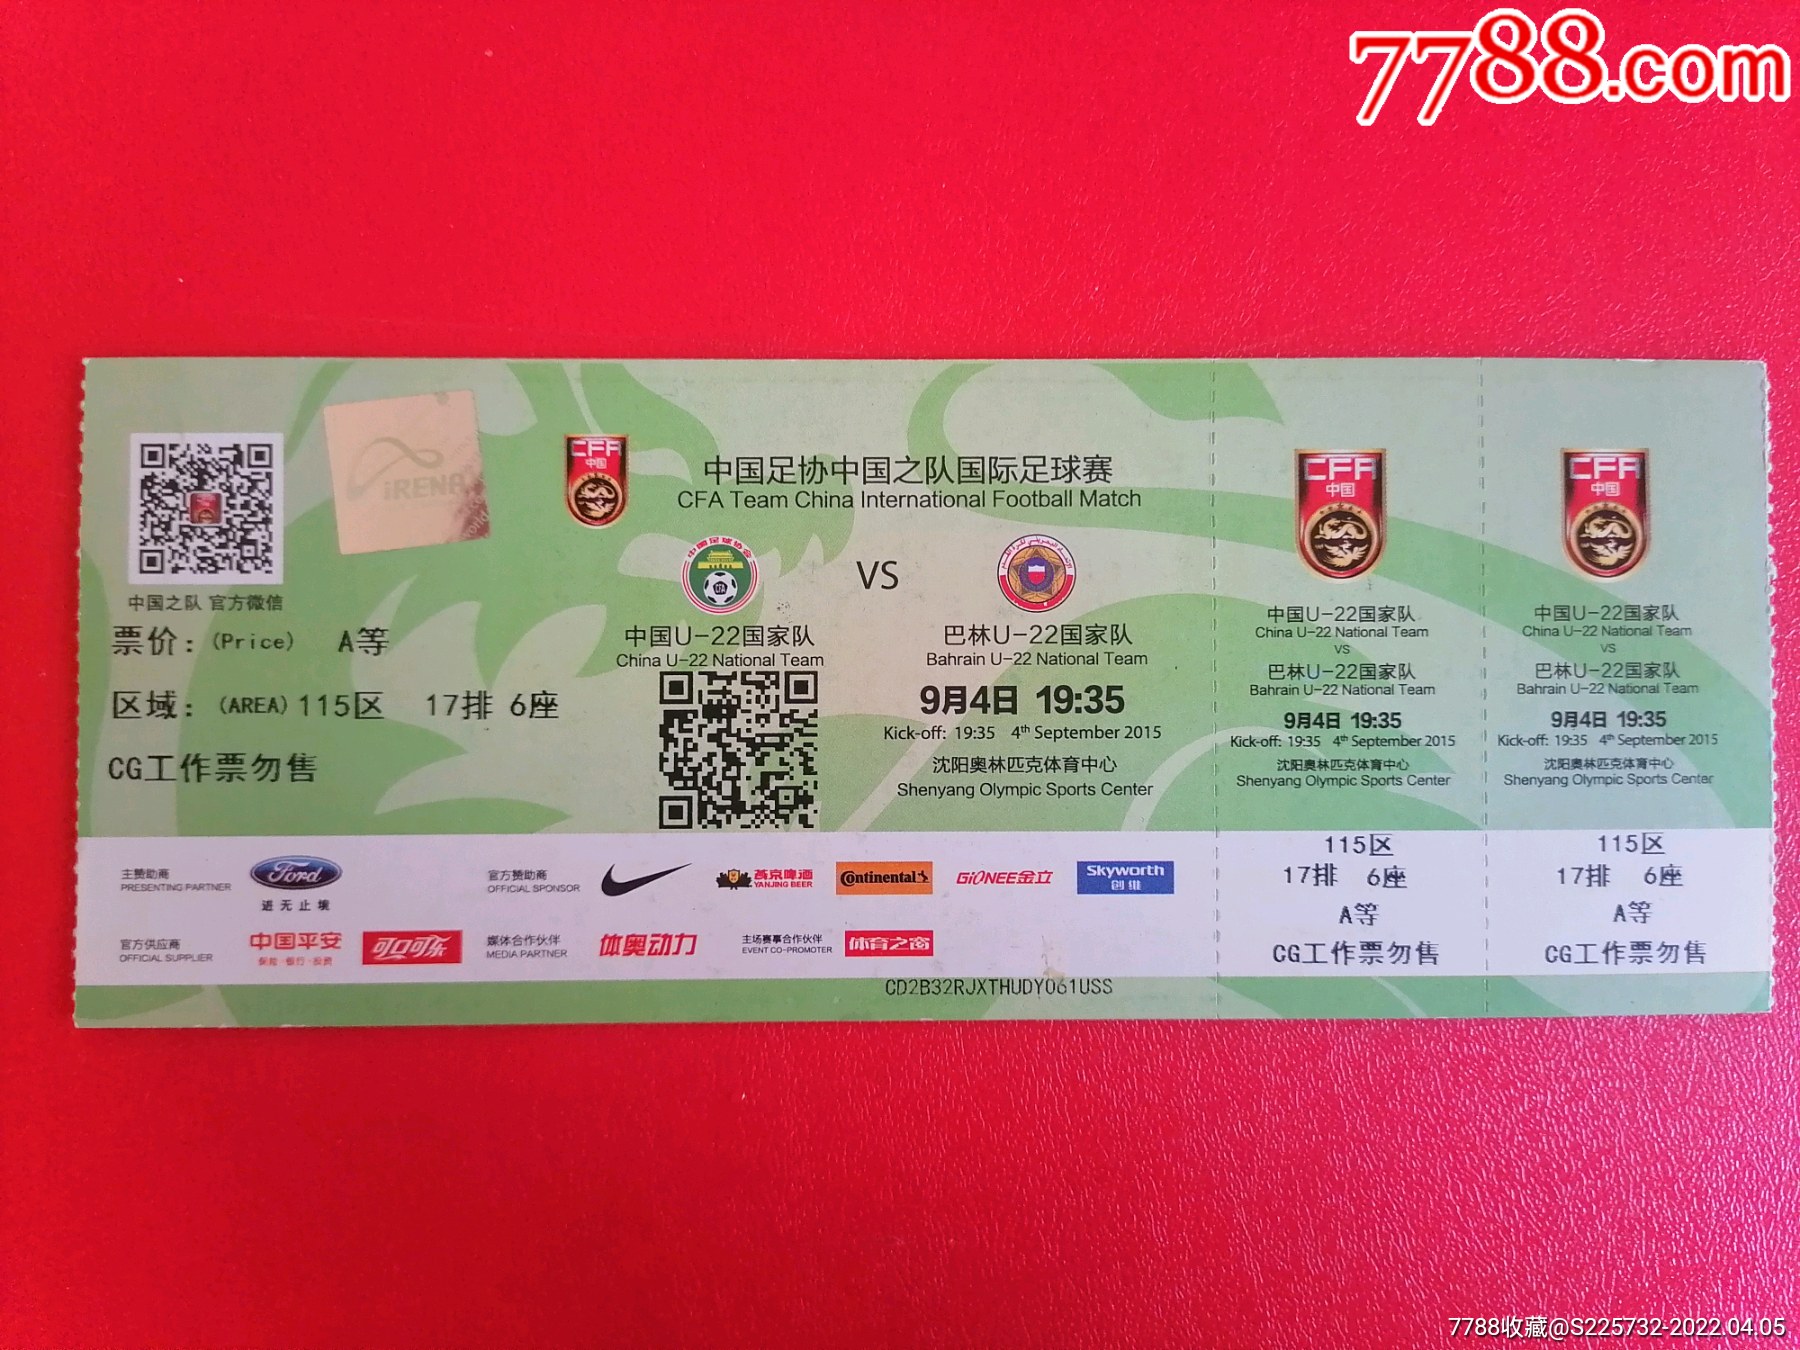 7788.com
iRENA
CFA
中国
中国足协中国之队国际足球赛
CFA Team China International Football Match
中国之队 官方微信
票价：(Price) A等
区域：(AREA) 115区 17排 6座
CG工作票勿售
中国足球协会
VS
中国U-22国家队
China U-22 National Team
巴林U-22国家队
Bahrain U-22 National Team
9月4日 19:35
Kick-off: 19:35 4th September 2015
沈阳奥林匹克体育中心
Shenyang Olympic Sports Center
主赞助商
PRESENTING PARTNER
Ford
进无止境
官方赞助商
OFFICIAL SPONSOR
燕京啤酒
YANJING BEER
Continental
GiONEE金立
Skyworth
创维
官方供应商
OFFICIAL SUPPLIER
中国平安
保险·银行·投资
可口可乐
媒体合作伙伴
MEDIA PARTNER
体奥动力
主场赛事合作伙伴
EVENT CO-PROMOTER
体育之窗
CD2B32RJXTHUDY061USS
CFA
中国
中国U-22国家队
China U-22 National Team
VS
巴林U-22国家队
Bahrain U-22 National Team
9月4日 19:35
Kick-off: 19:35 4th September 2015
沈阳奥林匹克体育中心
Shenyang Olympic Sports Center
115区
17排 6座
A等
CG工作票勿售
CFA
中国
中国U-22国家队
China U-22 National Team
VS
巴林U-22国家队
Bahrain U-22 National Team
9月4日 19:35
Kick-off: 19:35 4th September 2015
沈阳奥林匹克体育中心
Shenyang Olympic Sports Center
115区
17排 6座
A等
CG工作票勿售
7788收藏@S225732-2022.04.05